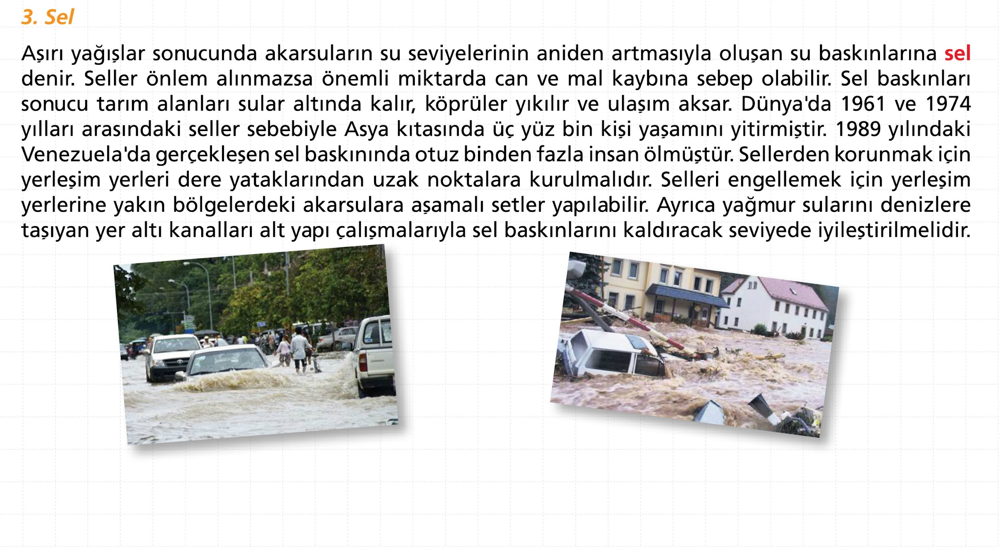 3. Sel
Aşırı yağışlar sonucunda akarsuların su seviyelerinin aniden artmasıyla oluşan su baskınlarına sel
denir. Seller önlem alınmazsa önemli miktarda can ve mal kaybına sebep olabilir. Sel baskınları
sonucu tarım alanları sular altında kalır, köprüler yıkılır ve ulaşım aksar. Dünya'da 1961 ve 1974
yılları arasındaki seller sebebiyle Asya kıtasında üç yüz bin kişi yaşamını yitirmiştir. 1989 yılındaki
Venezuela'da gerçekleşen sel baskınında otuz binden fazla insan ölmüştür. Sellerden korunmak için
yerleşim yerleri dere yataklarından uzak noktalara kurulmalıdır. Selleri engellemek için yerleşim
yerlerine yakın bölgelerdeki akarsulara aşamalı setler yapılabilir. Ayrıca yağmur sularını denizlere
taşıyan yer altı kanalları alt yapı çalışmalarıyla sel baskınlarını kaldıracak seviyede iyileştirilmelidir.